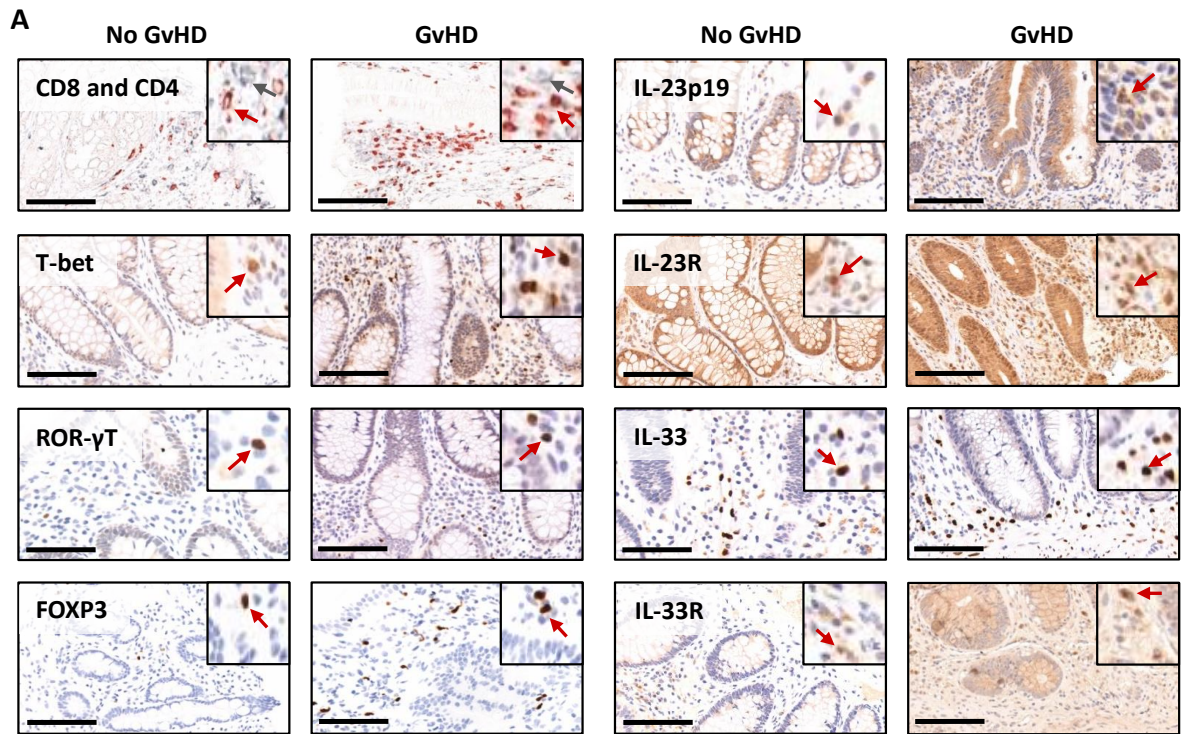 A
No GvHD GvHD No GvHD GvHD
CD8 and CD4 IL-23p19
T-bet IL-23R
ROR-γT IL-33
FOXP3 IL-33R